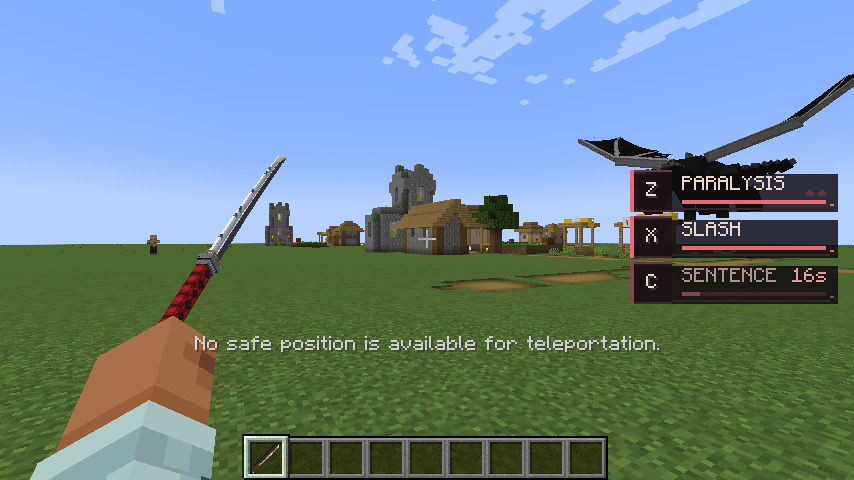 Z PARALYSIS
X SLASH
C SENTENCE 16s
No safe position is available for teleportation.